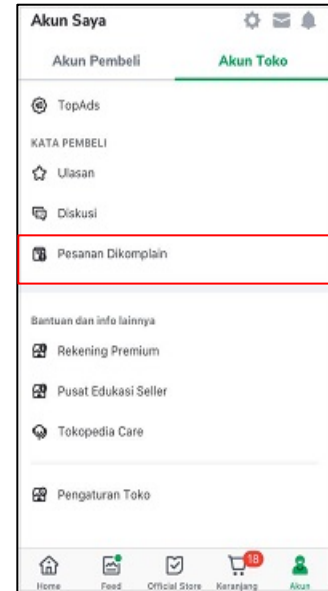 Akun Saya
Akun Pembeli
Akun Toko
TopAds
KATA PEMBELI
Ulasan
Diskusi
Pesanan Dikomplain
Bantuan dan info lainnya
Rekening Premium
Pusat Edukasi Seller
Tokopedia Care
Pengaturan Toko
18
Home
Feed
Official Store
Keranjang
Akun